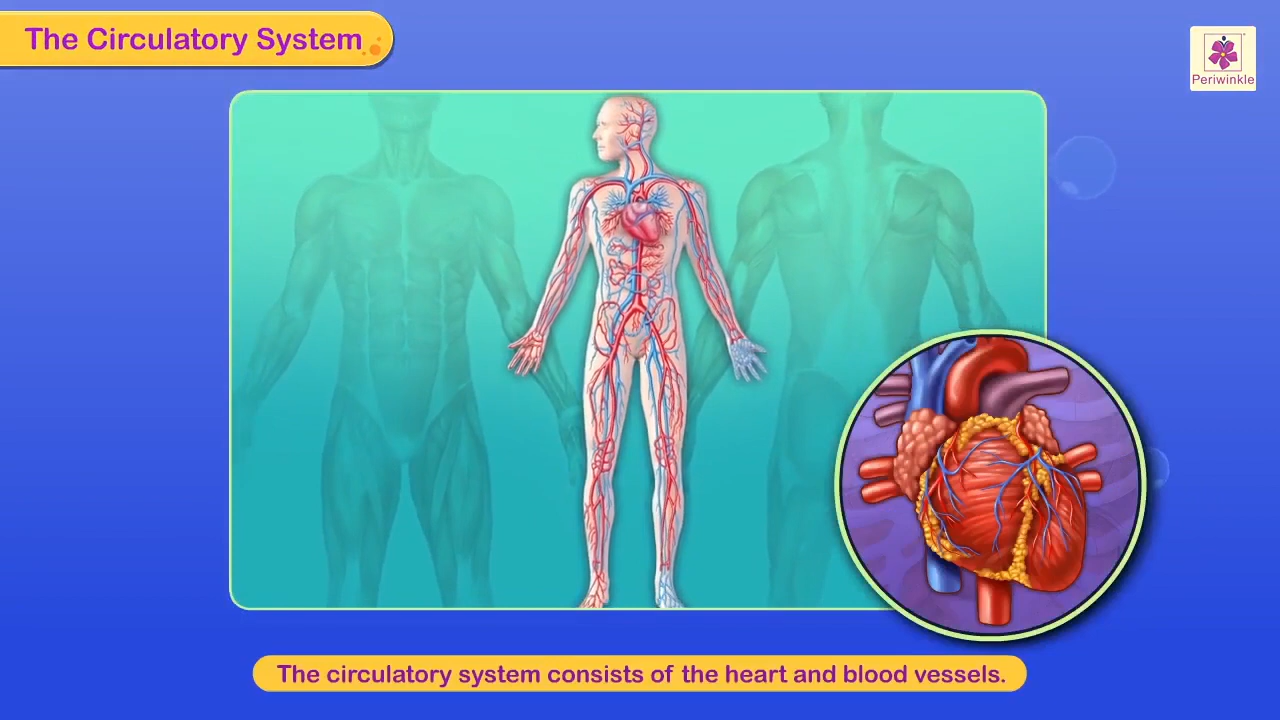 The Circulatory System
Periwinkle
The circulatory system consists of the heart and blood vessels.